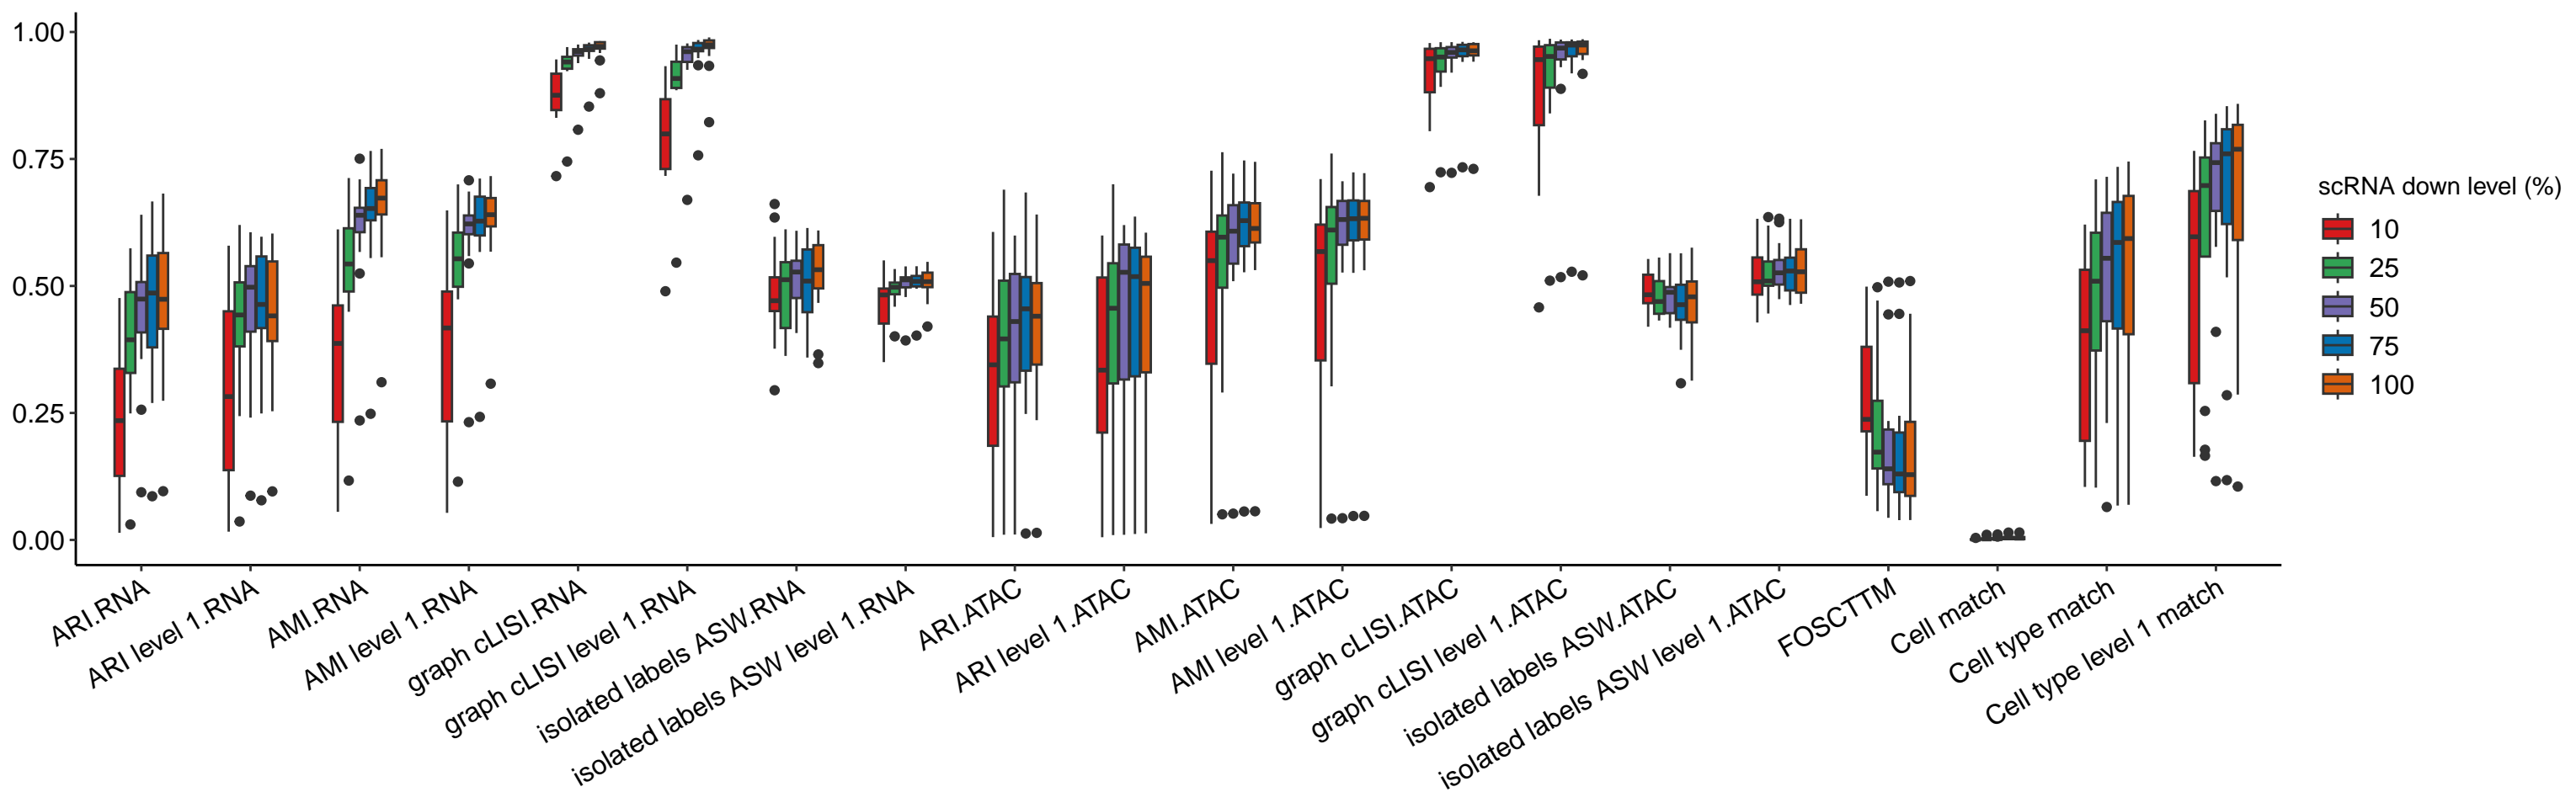 1.00
0.75
0.50
0.25
0.00
ARI.RNA
ARI level 1.RNA
AMI.RNA
AMI level 1.RNA
graph cLISI.RNA
graph cLISI level 1.RNA
isolated labels ASW.RNA
isolated labels ASW level 1.RNA
ARI.ATAC
ARI level 1.ATAC
AMI.ATAC
AMI level 1.ATAC
graph cLISI.ATAC
graph cLISI level 1.ATAC
isolated labels ASW.ATAC
isolated labels ASW level 1.ATAC
FOSCTTM
Cell match
Cell type match
Cell type level 1 match
scRNA down level (%)
10
25
50
75
100